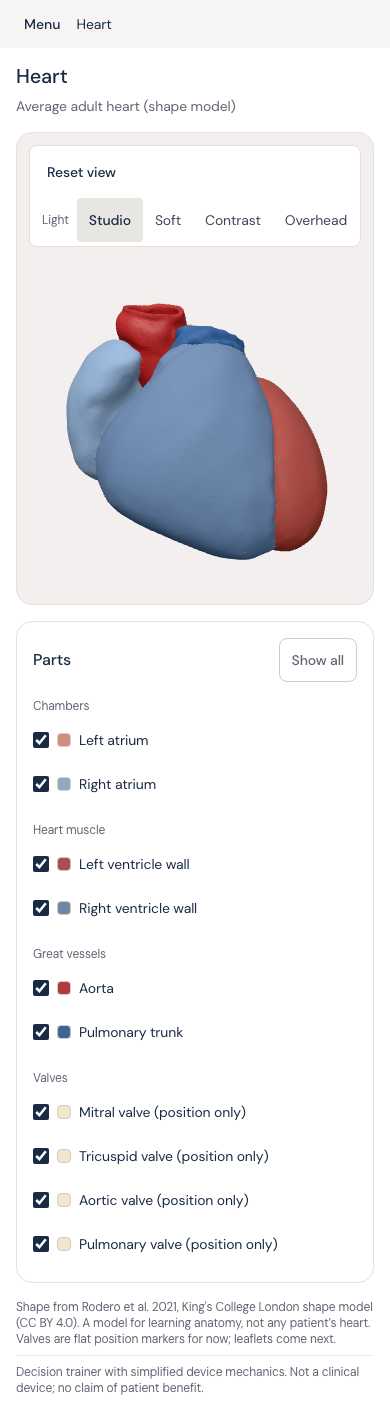 Menu Heart
Heart
Average adult heart (shape model)
Reset view
Light Studio Soft Contrast Overhead
Parts Show all
Chambers
Left atrium
Right atrium
Heart muscle
Left ventricle wall
Right ventricle wall
Great vessels
Aorta
Pulmonary trunk
Valves
Mitral valve (position only)
Tricuspid valve (position only)
Aortic valve (position only)
Pulmonary valve (position only)
Shape from Rodero et al. 2021, King's College London shape model
(CC BY 4.0). A model for learning anatomy, not any patient's heart.
Valves are flat position markers for now; leaflets come next.
Decision trainer with simplified device mechanics. Not a clinical
device; no claim of patient benefit.